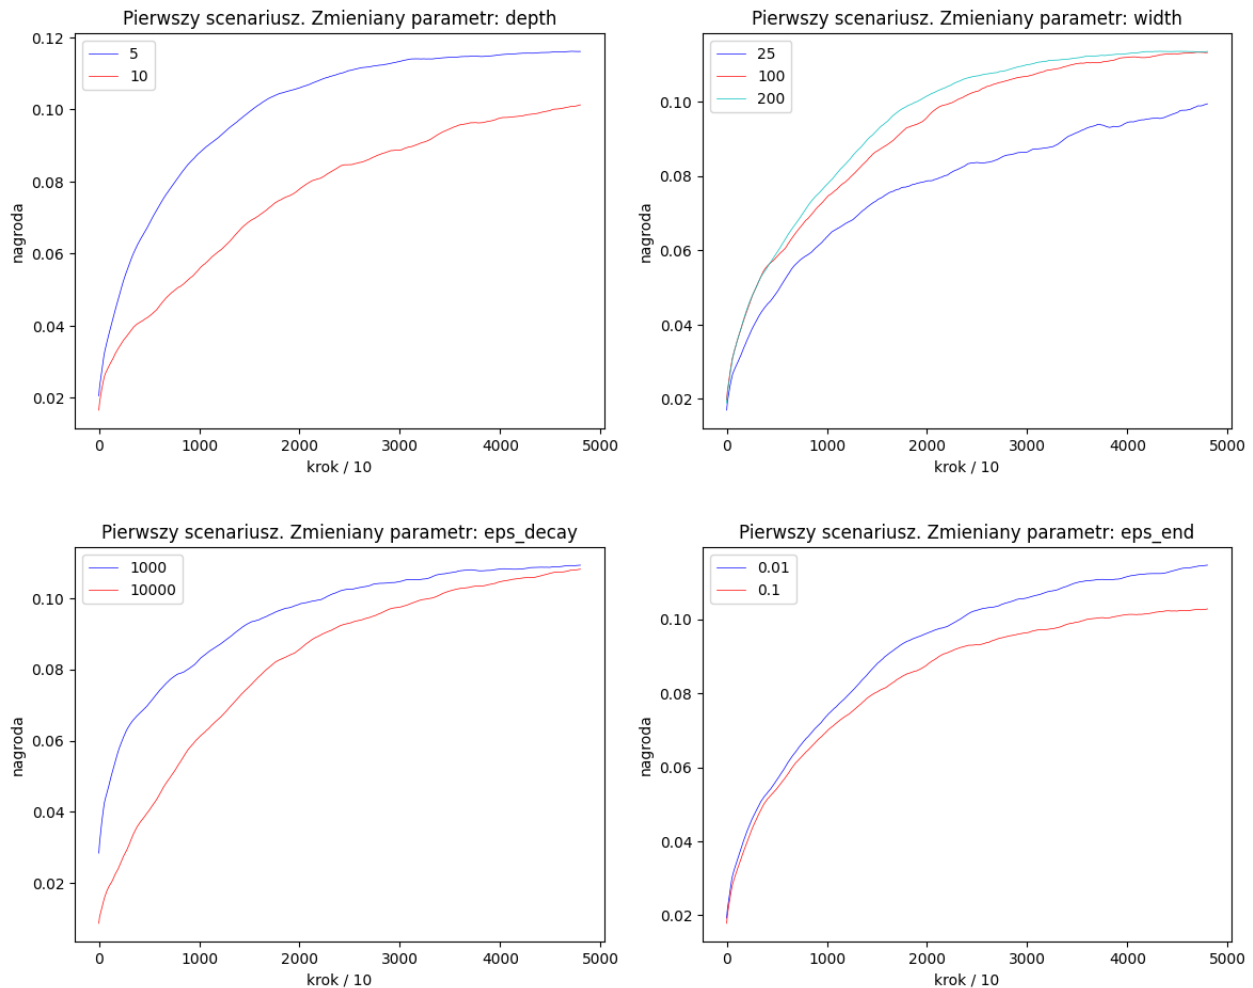 Pierwszy scenariusz. Zmieniany parametr: depth
0.12
0.10
0.08
0.06
0.04
0.02
nagroda
5
10
0 1000 2000 3000 4000 5000
krok / 10
Pierwszy scenariusz. Zmieniany parametr: width
0.10
0.08
0.06
0.04
0.02
nagroda
25
100
200
0 1000 2000 3000 4000 5000
krok / 10
Pierwszy scenariusz. Zmieniany parametr: eps_decay
0.10
0.08
0.06
0.04
0.02
nagroda
1000
10000
0 1000 2000 3000 4000 5000
krok / 10
Pierwszy scenariusz. Zmieniany parametr: eps_end
0.10
0.08
0.06
0.04
0.02
nagroda
0.01
0.1
0 1000 2000 3000 4000 5000
krok / 10